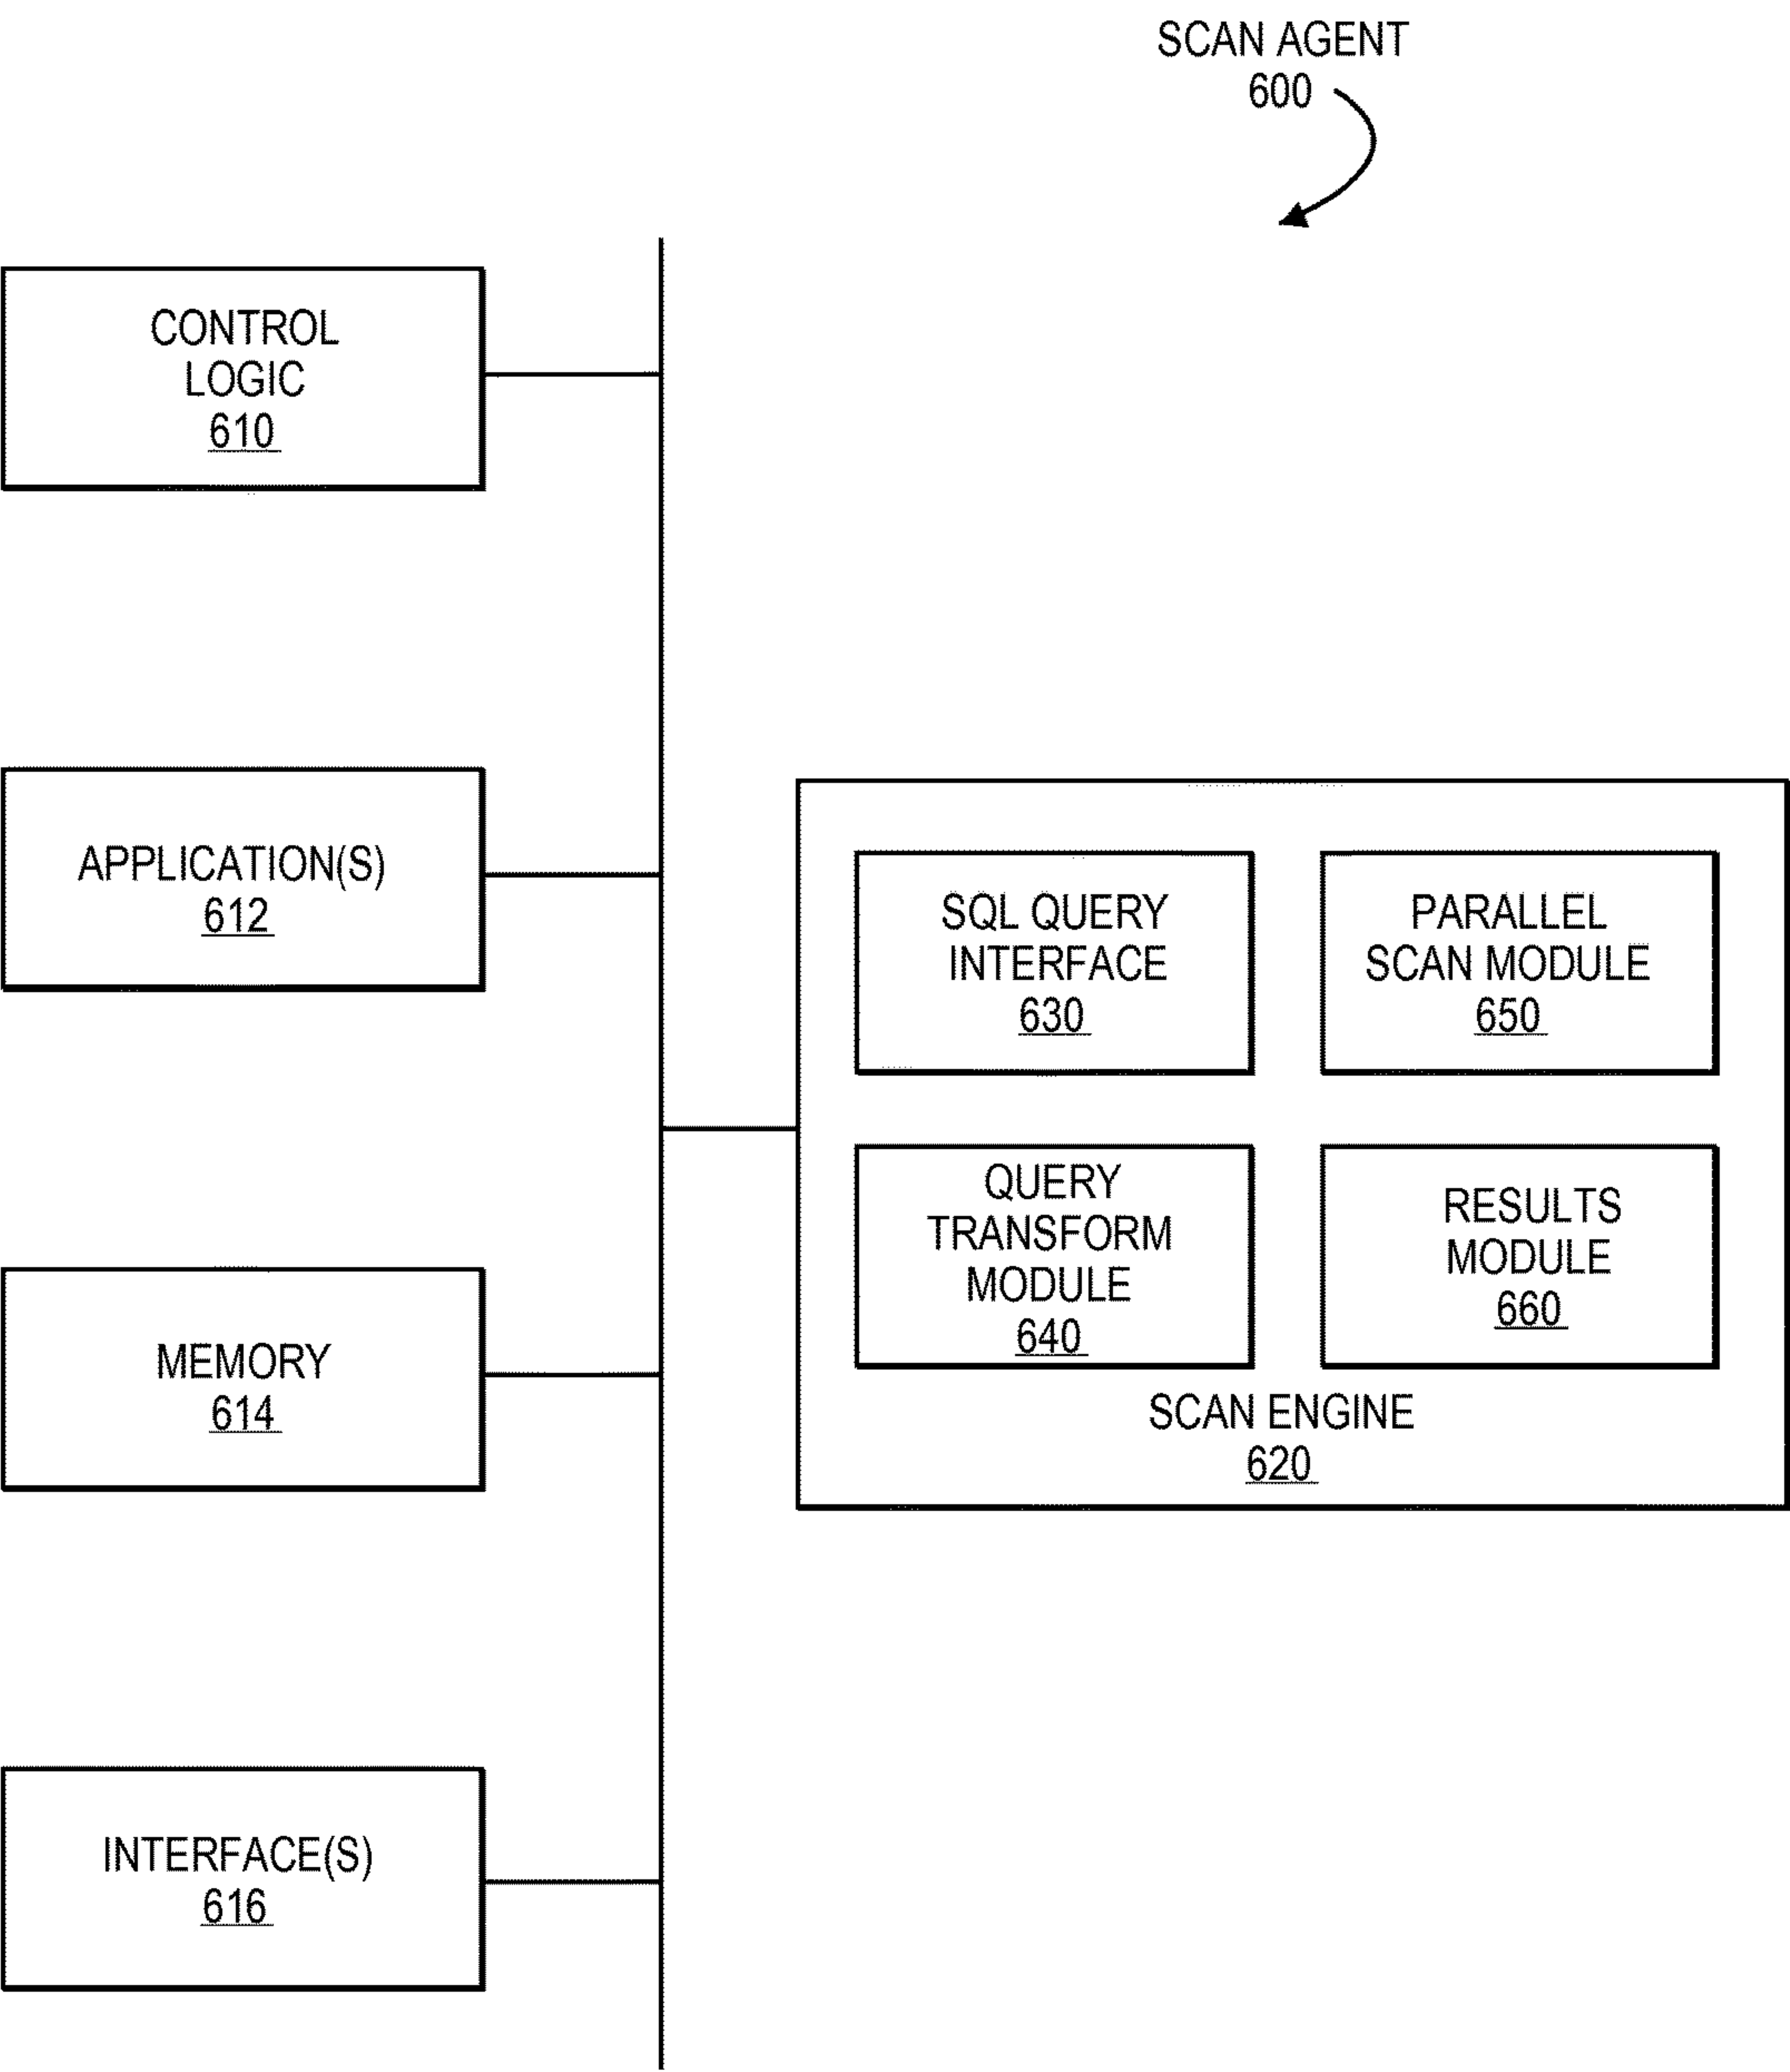 SCAN AGENT
600
CONTROL
LOGIC
610
APPLICATION(S)
612
MEMORY
614
INTERFACE(S)
616
SQL QUERY
INTERFACE
630
PARALLEL
SCAN MODULE
650
QUERY
TRANSFORM
MODULE
640
RESULTS
MODULE
660
SCAN ENGINE
620